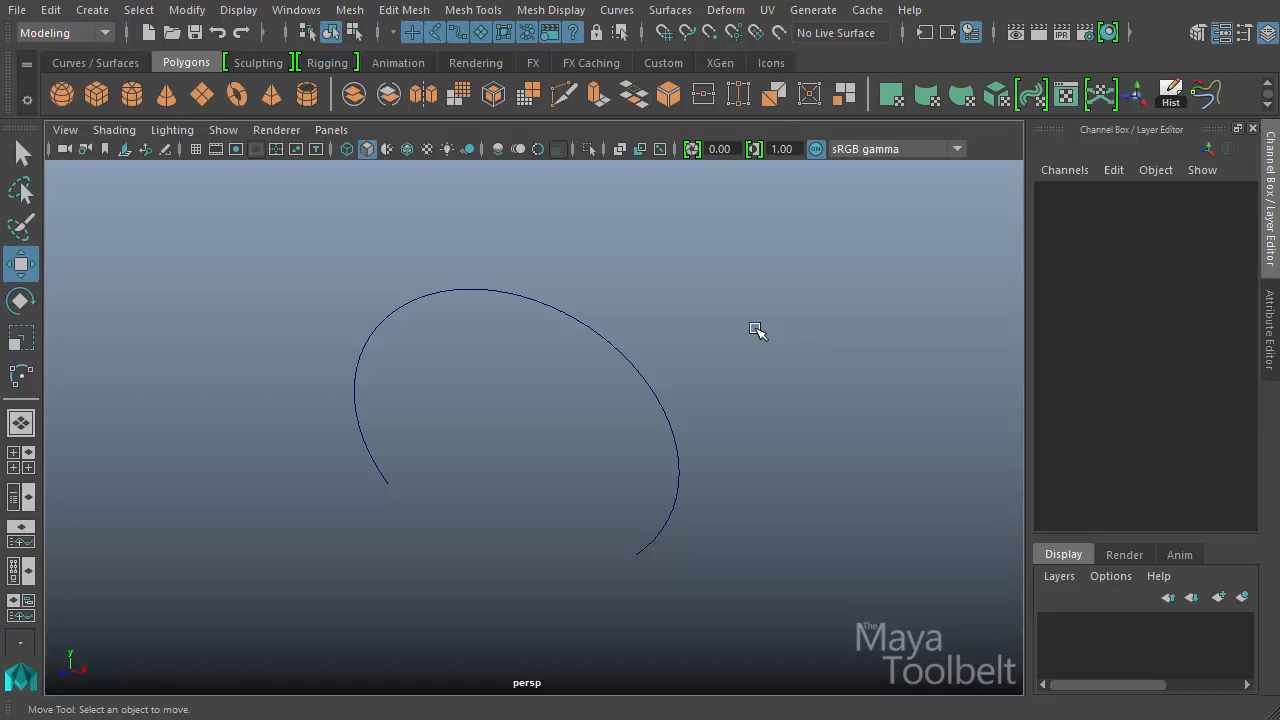 File Edit Create Select Modify Display Windows Mesh Edit Mesh Mesh Tools Mesh Display Curves Surfaces Deform UV Generate Cache Help
Modeling No Live Surface
Curves / Surfaces Polygons Sculpting Rigging Animation Rendering FX FX Caching Custom XGen Icons
IPR Hist
View Shading Lighting Show Renderer Panels
0.00 1.00 ON sRGB gamma
Channel Box / Layer Editor
Channels Edit Object Show
Channel Box / Layer Editor
Attribute Editor
Display Render Anim
Layers Options Help
The
Maya
Toolbelt
y
persp
Move Tool: Select an object to move.